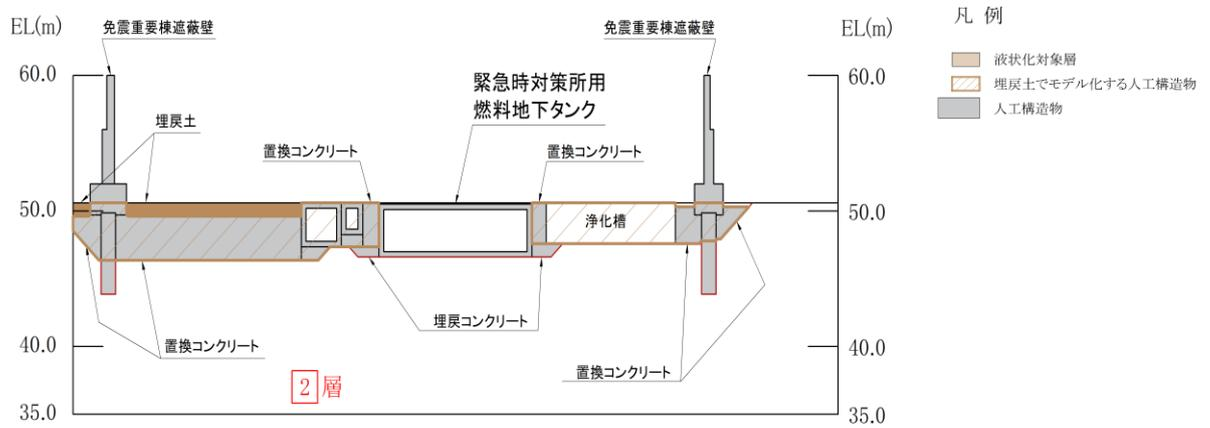 EL(m)
免震重要棟遮蔽壁
免震重要棟遮蔽壁
EL(m)
凡 例
液状化対象層
埋戻土でモデル化する人工構造物
人工構造物
60.0
60.0
緊急時対策所用
燃料地下タンク
埋戻土
置換コンクリート
置換コンクリート
50.0
50.0
浄化槽
埋戻コンクリート
置換コンクリート
40.0
40.0
置換コンクリート
2 層
35.0
35.0